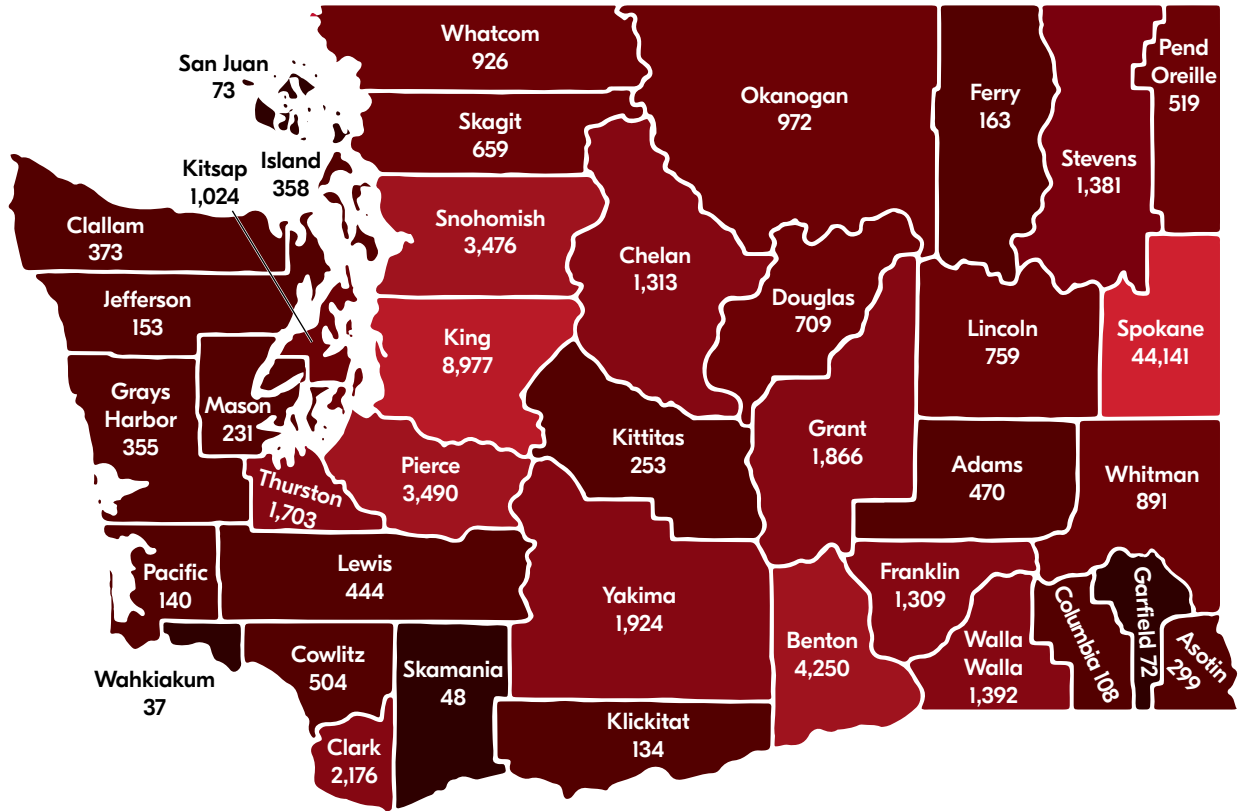 Whatcom
926
San Juan
73
Skagit
659
Island
358
Kitsap
1,024
Okanogan
972
Ferry
163
Stevens
1,381
Pend
Oreille
519
Clallam
373
Snohomish
3,476
Chelan
1,313
Jefferson
153
King
8,977
Douglas
709
Lincoln
759
Spokane
44,141
Grays
Harbor
355
Mason
231
Kittitas
253
Grant
1,866
Adams
470
Whitman
891
Thurston
1,703
Pierce
3,490
Pacific
140
Lewis
444
Yakima
1,924
Benton
4,250
Franklin
1,309
Walla
Walla
1,392
Columbia 108
Garfield 72
Asotin
299
Wahkiakum
37
Cowlitz
504
Skamania
48
Clark
2,176
Klickitat
134